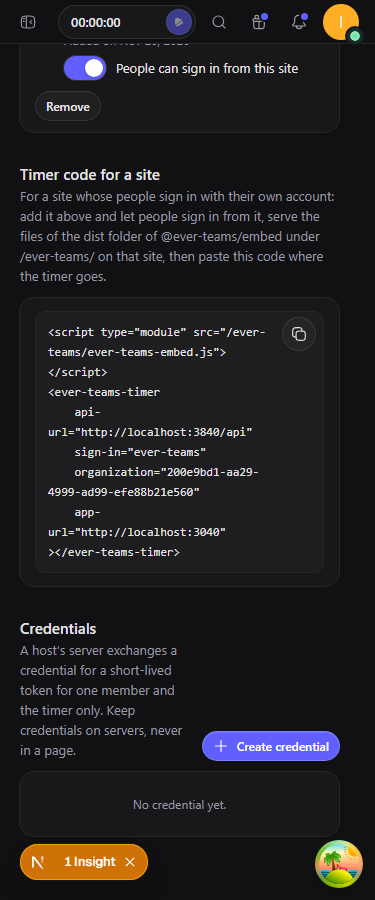 00:00:00
I
People can sign in from this site
Remove
Timer code for a site
For a site whose people sign in with their own account:
add it above and let people sign in from it, serve the
files of the dist folder of @ever-teams/embed under
/ever-teams/ on that site, then paste this code where
the timer goes.
<script type="module" src="/ever-
teams/ever-teams-embed.js">
</script>
<ever-teams-timer
api-
url="http://localhost:3840/api"
sign-in="ever-teams"
organization="200e9bd1-aa29-
4999-ad99-efe88b21e560"
app-
url="http://localhost:3040"
></ever-teams-timer>
Credentials
A host's server exchanges a
credential for a short-lived
token for one member and
the timer only. Keep
credentials on servers, never
in a page.
Create credential
No credential yet.
N
1 Insight